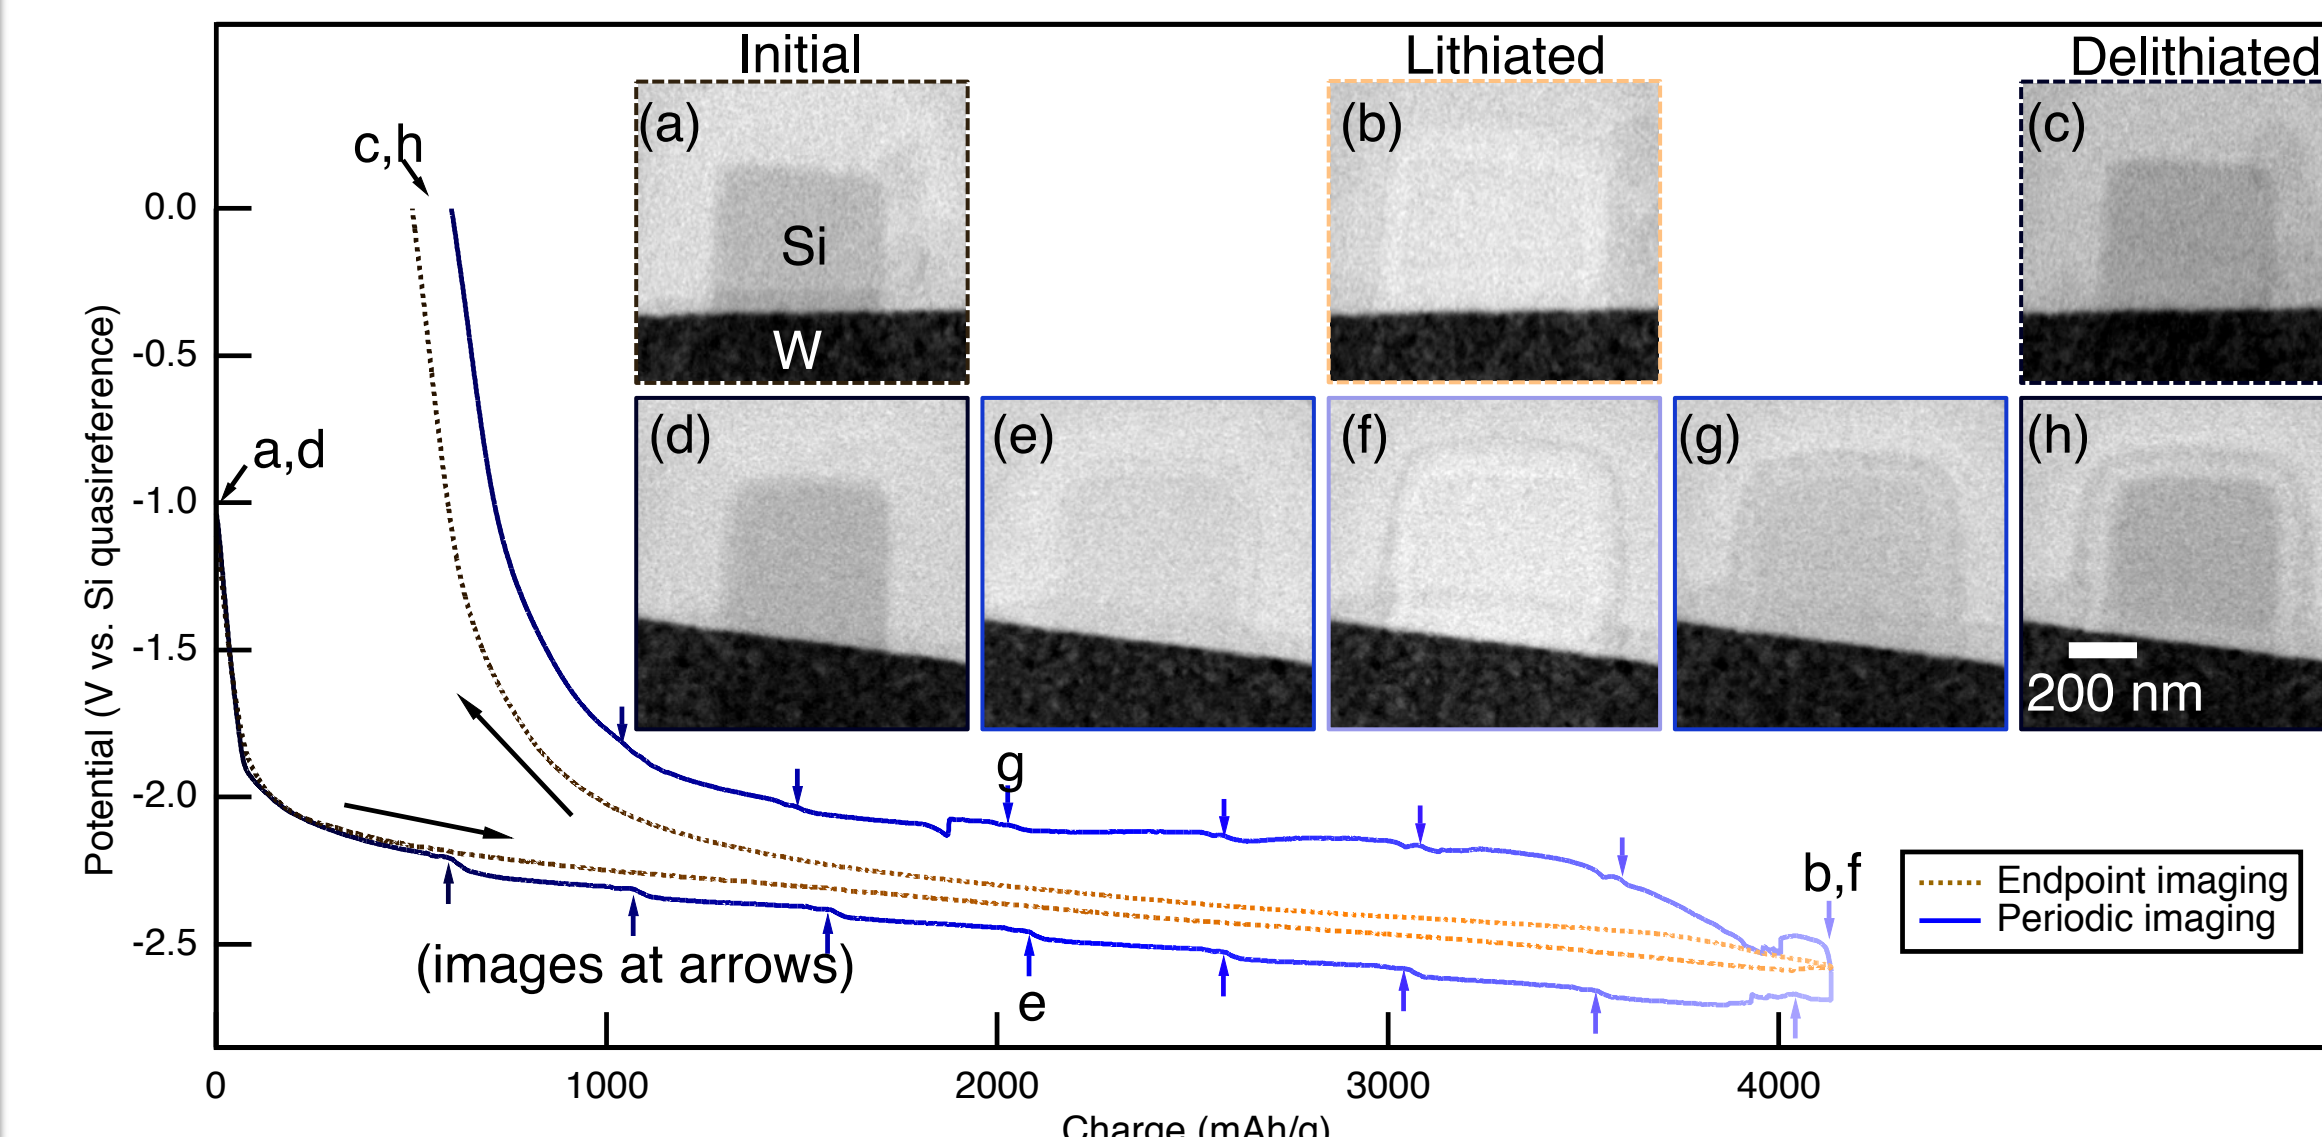 Initial
Lithiated
Delithiated
(a)
(b)
(c)
Si
W
(d)
(e)
(f)
(g)
(h)
200 nm
c,h
a,d
g
b,f
e
(images at arrows)
Endpoint imaging
Periodic imaging
Potential (V vs. Si quasireference)
0.0
-0.5
-1.0
-1.5
-2.0
-2.5
0
1000
2000
3000
4000
Charge (mAh/g)